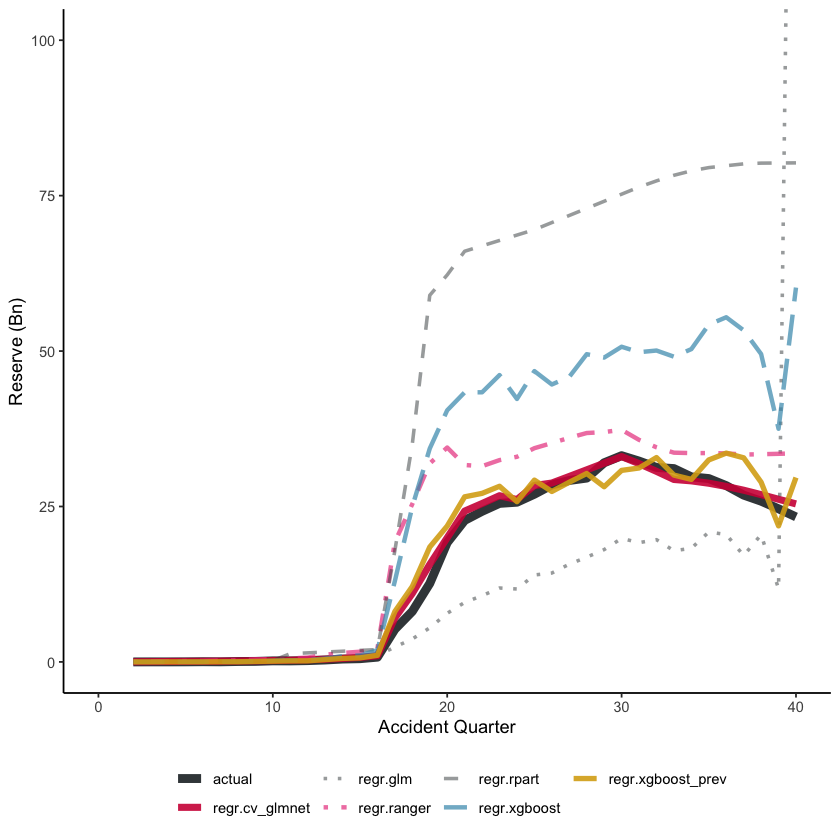 100
75
50
25
0
Reserve (Bn)
0 10 20 30 40
Accident Quarter
actual regr.glm regr.rpart regr.xgboost_prev
regr.cv_glmnet regr.ranger regr.xgboost